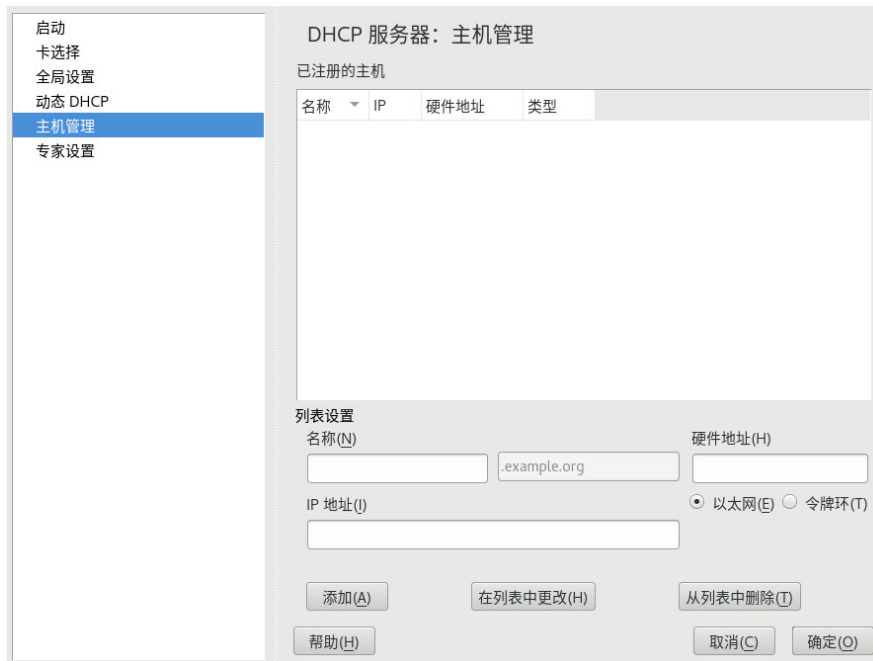 启动
卡选择
全局设置
动态 DHCP
主机管理
专家设置
DHCP 服务器：主机管理
已注册的主机
名称 IP 硬件地址 类型
列表设置
名称(N) 硬件地址(H)
.example.org
IP 地址(I) 以太网(E) 令牌环(T)
添加(A) 在列表中更改(H) 从列表中删除(T)
帮助(H) 取消(C) 确定(O)